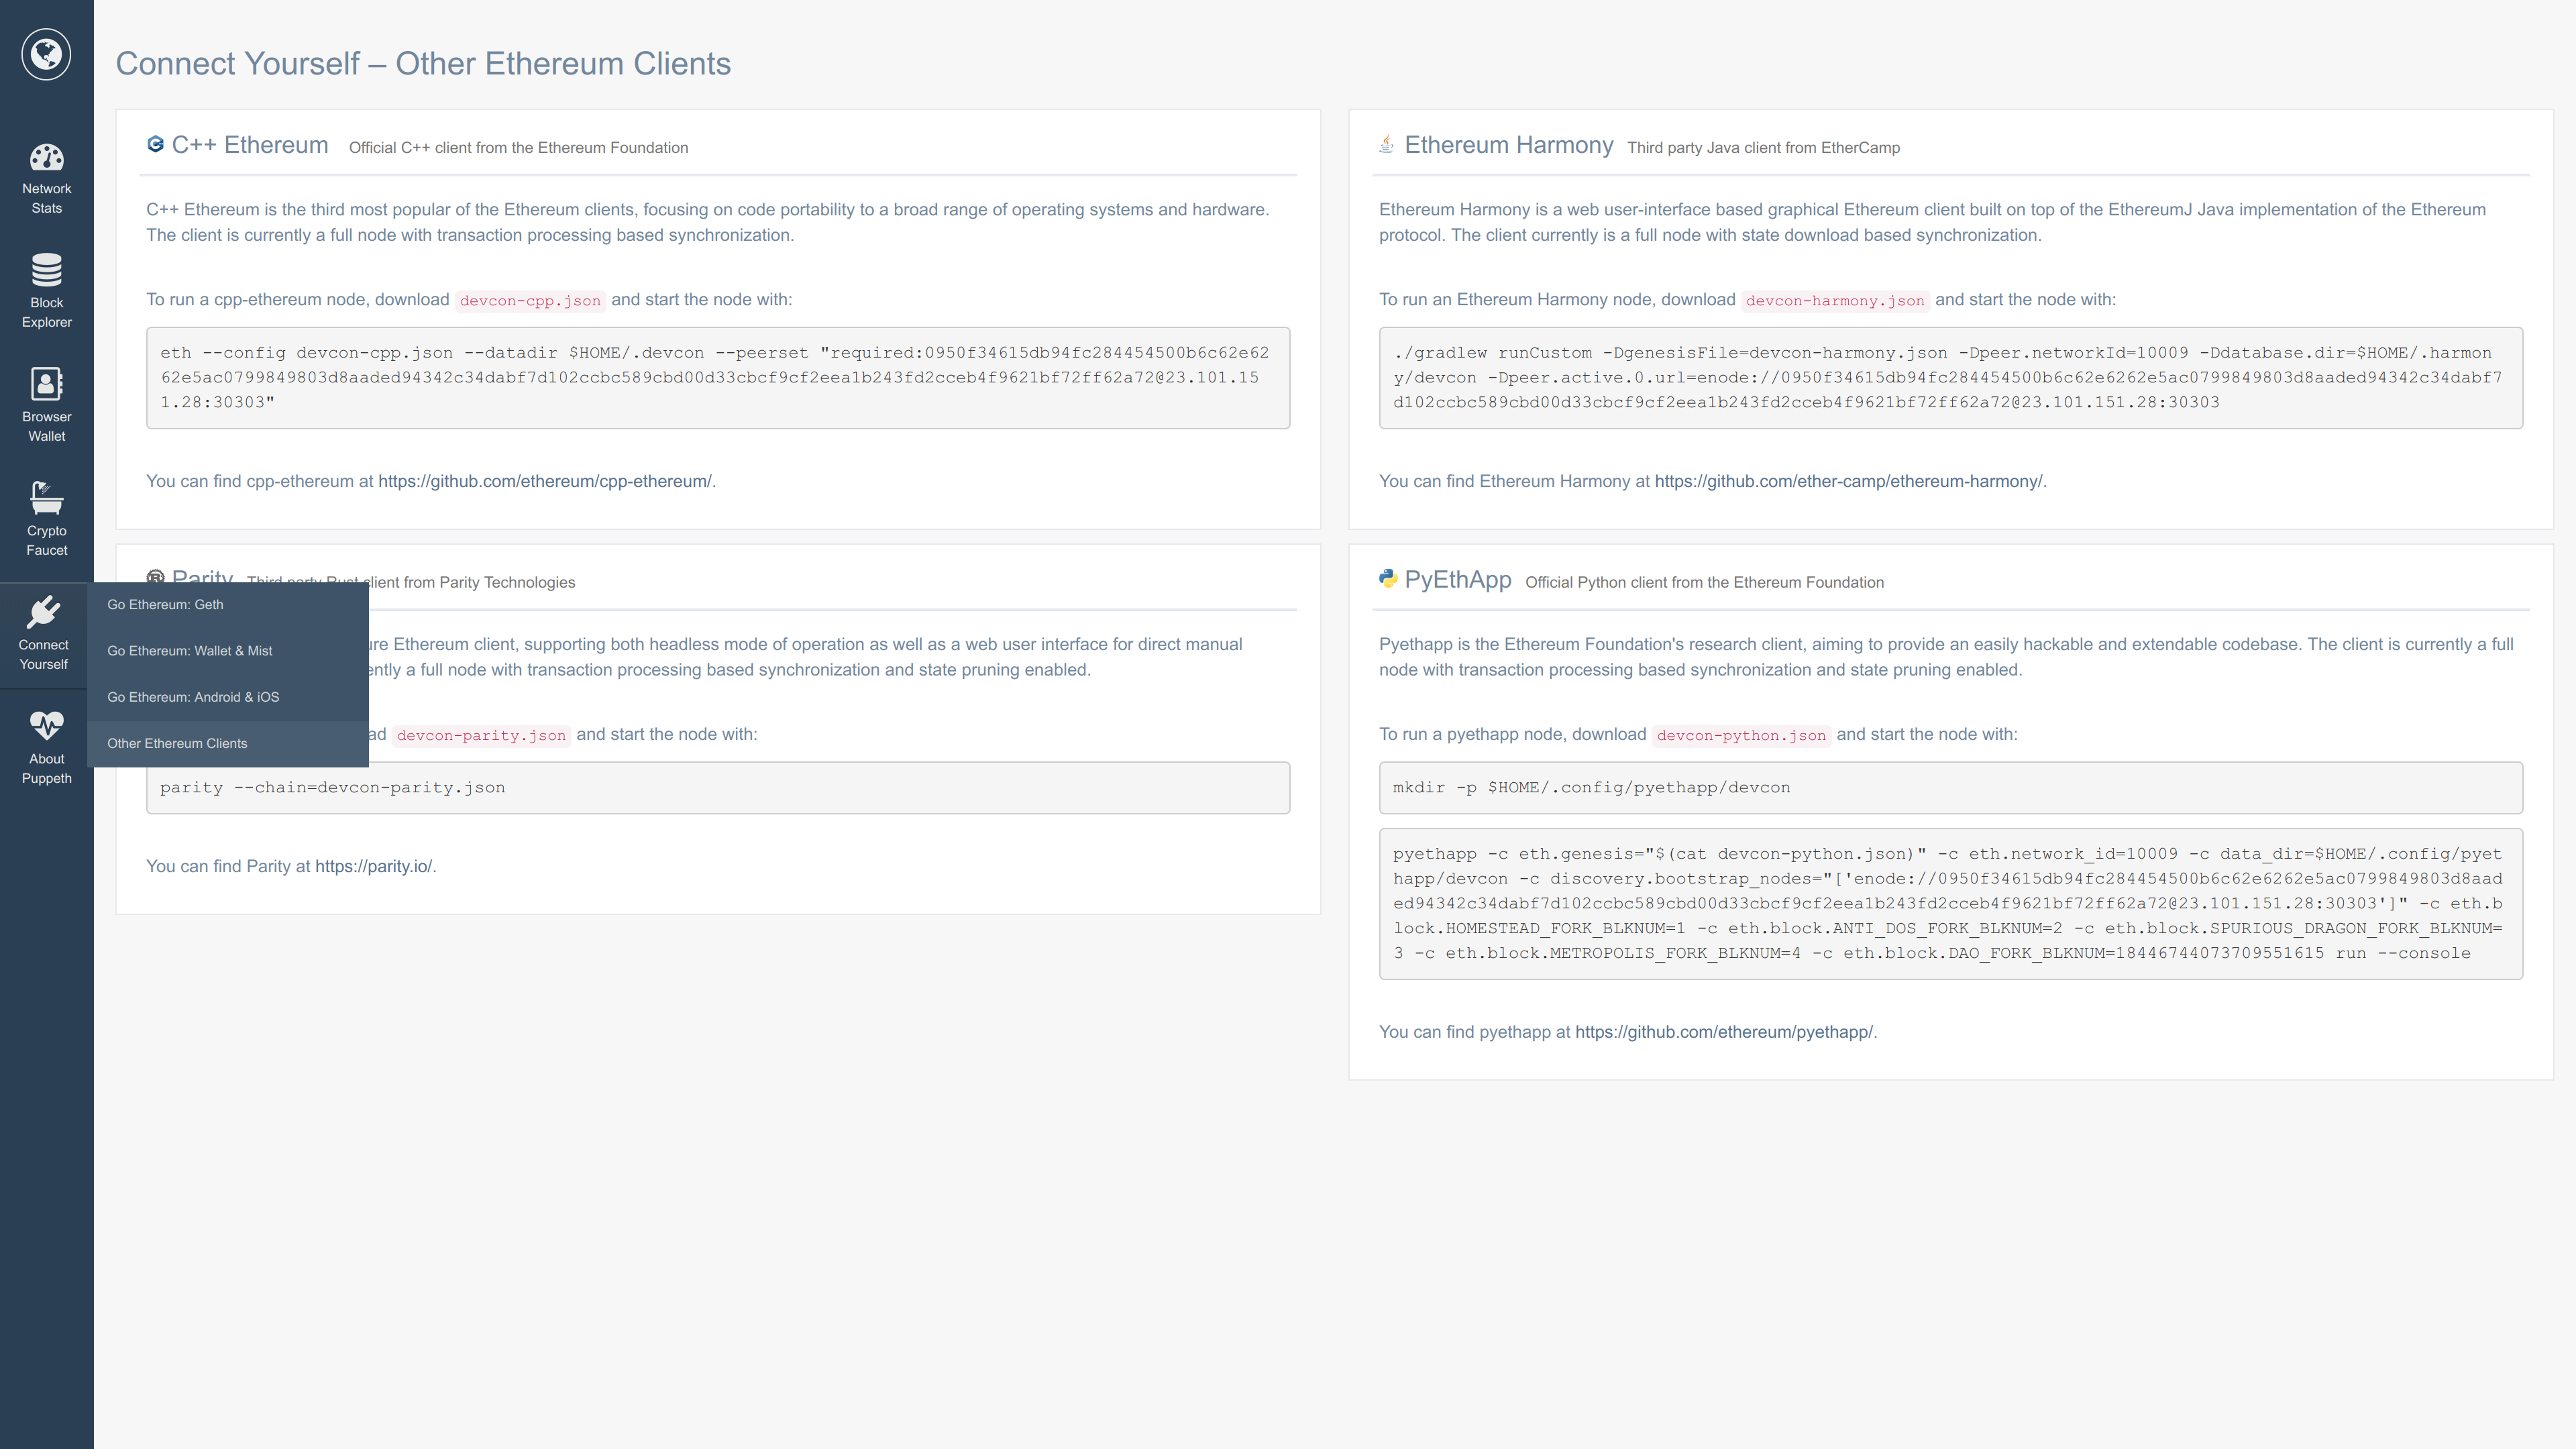 Connect Yourself – Other Ethereum Clients
Network
Stats
Block
Explorer
Browser
Wallet
Crypto
Faucet
Connect
Yourself
About
Puppeth
Go Ethereum: Geth
Go Ethereum: Wallet & Mist
Go Ethereum: Android & iOS
Other Ethereum Clients
C++ Ethereum Official C++ client from the Ethereum Foundation
C++ Ethereum is the third most popular of the Ethereum clients, focusing on code portability to a broad range of operating systems and hardware.
The client is currently a full node with transaction processing based synchronization.
To run a cpp-ethereum node, download devcon-cpp.json and start the node with:
eth --config devcon-cpp.json --datadir $HOME/.devcon --peerset "required:0950f34615db94fc284454500b6c62e62
62e5ac0799849803d8aaded94342c34dabf7d102ccbc589cbd00d33cbcf9cf2eea1b243fd2cceb4f9621bf72ff62a72@23.101.15
1.28:30303"
You can find cpp-ethereum at https://github.com/ethereum/cpp-ethereum/.
Ethereum Harmony Third party Java client from EtherCamp
Ethereum Harmony is a web user-interface based graphical Ethereum client built on top of the EthereumJ Java implementation of the Ethereum
protocol. The client currently is a full node with state download based synchronization.
To run an Ethereum Harmony node, download devcon-harmony.json and start the node with:
./gradlew runCustom -DgenesisFile=devcon-harmony.json -Dpeer.networkId=10009 -Ddatabase.dir=$HOME/.harmon
y/devcon -Dpeer.active.0.url=enode://0950f34615db94fc284454500b6c62e6262e5ac0799849803d8aaded94342c34dabf7
d102ccbc589cbd00d33cbcf9cf2eea1b243fd2cceb4f9621bf72ff62a72@23.101.151.28:30303
You can find Ethereum Harmony at https://github.com/ether-camp/ethereum-harmony/.
Parity Third party Rust client from Parity Technologies
ure Ethereum client, supporting both headless mode of operation as well as a web user interface for direct manual
ently a full node with transaction processing based synchronization and state pruning enabled.
ad devcon-parity.json and start the node with:
parity --chain=devcon-parity.json
You can find Parity at https://parity.io/.
PyEthApp Official Python client from the Ethereum Foundation
Pyethapp is the Ethereum Foundation's research client, aiming to provide an easily hackable and extendable codebase. The client is currently a full
node with transaction processing based synchronization and state pruning enabled.
To run a pyethapp node, download devcon-python.json and start the node with:
mkdir -p $HOME/.config/pyethapp/devcon
pyethapp -c eth.genesis="$(cat devcon-python.json)" -c eth.network_id=10009 -c data_dir=$HOME/.config/pyet
happ/devcon -c discovery.bootstrap_nodes="['enode://0950f34615db94fc284454500b6c62e6262e5ac0799849803d8aad
ed94342c34dabf7d102ccbc589cbd00d33cbcf9cf2eea1b243fd2cceb4f9621bf72ff62a72@23.101.151.28:30303']" -c eth.b
lock.HOMESTEAD_FORK_BLKNUM=1 -c eth.block.ANTI_DOS_FORK_BLKNUM=2 -c eth.block.SPURIOUS_DRAGON_FORK_BLKNUM=
3 -c eth.block.METROPOLIS_FORK_BLKNUM=4 -c eth.block.DAO_FORK_BLKNUM=18446744073709551615 run --console
You can find pyethapp at https://github.com/ethereum/pyethapp/.